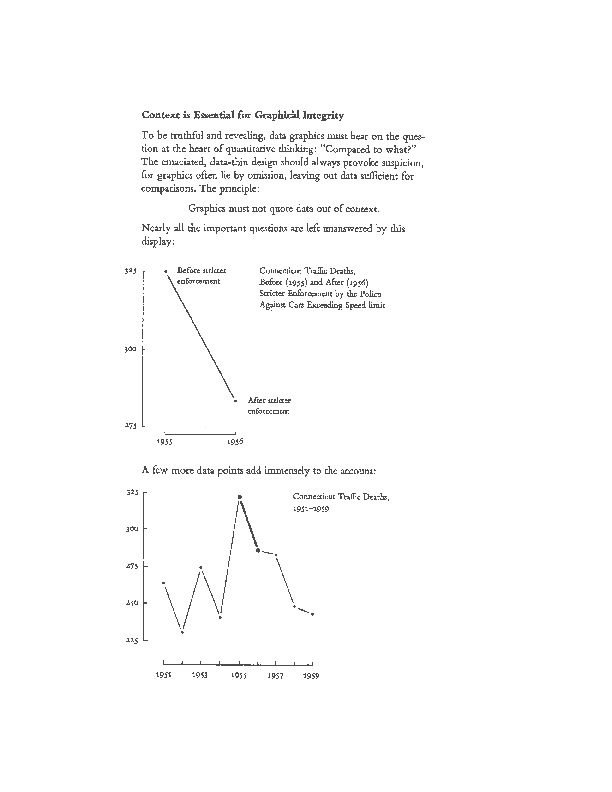 Context is Essential for Graphical Integrity
To be truthful and revealing, data graphics must bear on the ques-
tion at the heart of quantitative thinking: "Compared to what?"
The emaciated, data-thin design should always provoke suspicion,
for graphics often lie by omission, leaving out data sufficient for
comparisons. The principle:
Graphics must not quote data out of context.
Nearly all the important questions are left unanswered by this
display:
325
Before stricter
enforcement
Connecticut Traffic Deaths,
Before (1955) and After (1956)
Stricter Enforcement by the Police
Against Cars Exceeding Speed limit
300
After stricter
enforcement
275
1955 1956
A few more data points add immensely to the account:
325
Connecticut Traffic Deaths,
1951-1959
300
275
250
225
1951 1953 1955 1957 1959